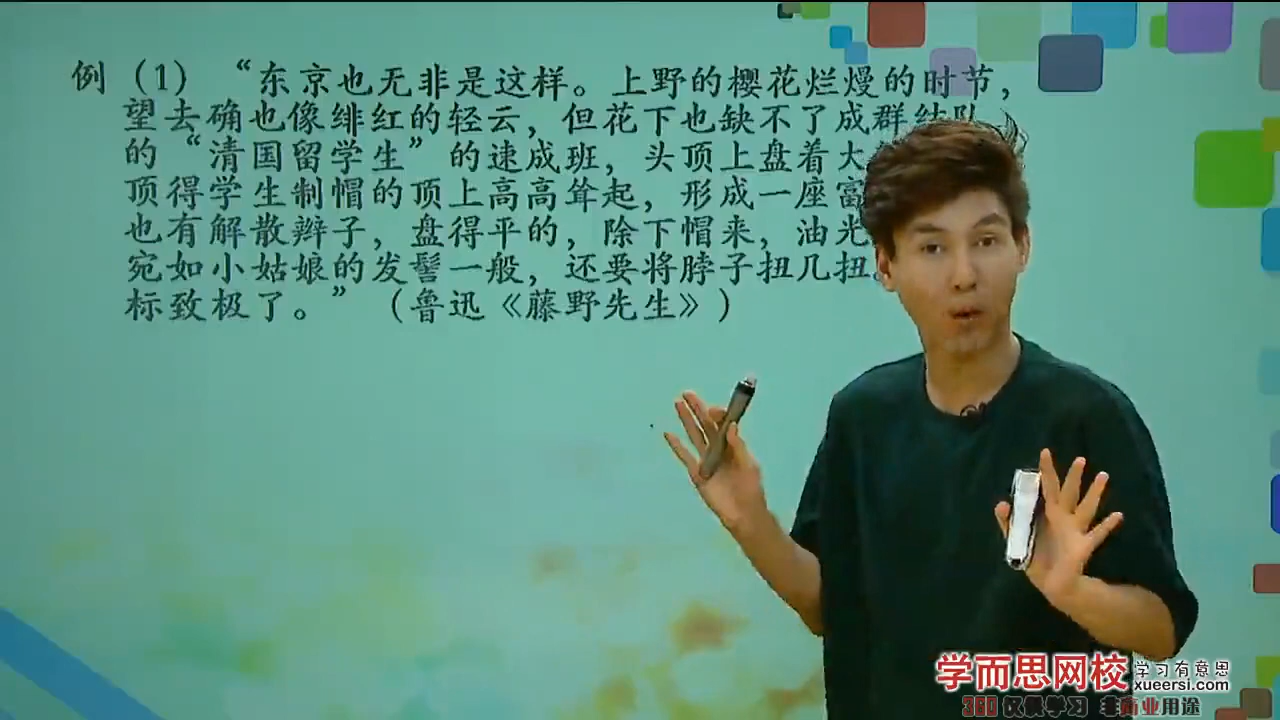 例（1）“东京也无非是这样。上野的樱花烂熳的时节，
望去确也像绯红的轻云，但花下也缺不了成群结队
的“清国留学生”的速成班，头顶上盘着大
顶得学生制帽的顶上高高耸起，形成一座富
也有解散辫子，盘得平的，除下帽来，油光
宛如小姑娘的发髻一般，还要将脖子扭几扭
标致极了。”（鲁迅《藤野先生》）
学而思网校 学习有意思
xueersi.com
360 仅供学习 非商业用途